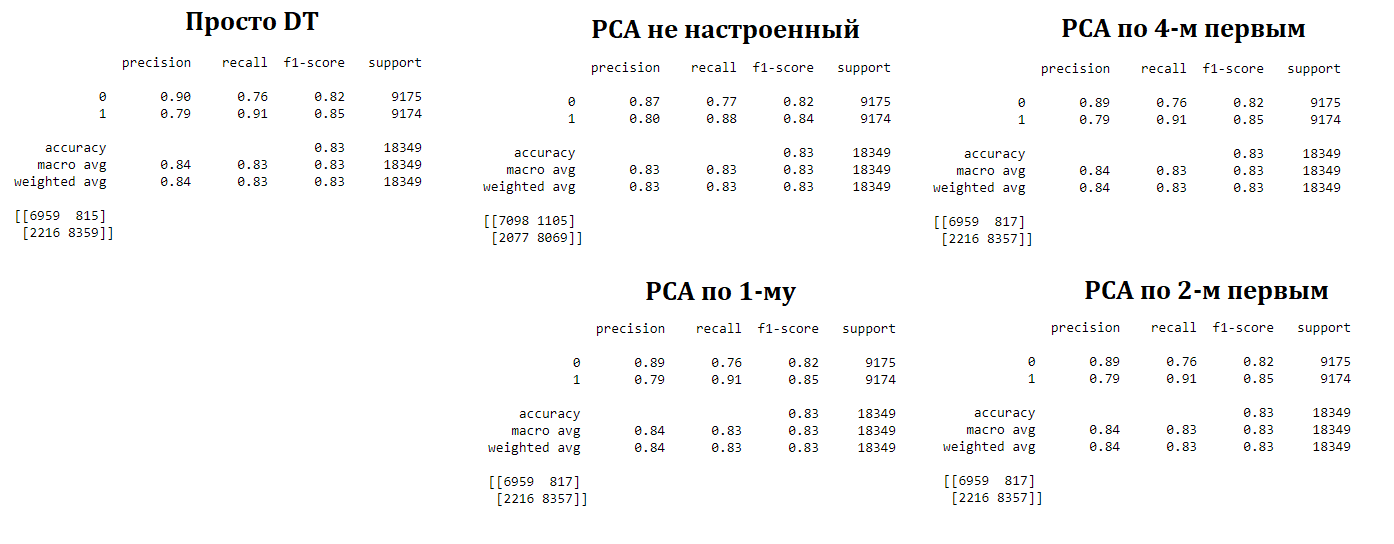 Просто DT
precision recall f1-score support
0 0.90 0.76 0.82 9175
1 0.79 0.91 0.85 9174
accuracy 0.83 18349
macro avg 0.84 0.83 0.83 18349
weighted avg 0.84 0.83 0.83 18349
[[6959 815]
[2216 8359]]
PCA не настроенный
precision recall f1-score support
0 0.87 0.77 0.82 9175
1 0.80 0.88 0.84 9174
accuracy 0.83 18349
macro avg 0.83 0.83 0.83 18349
weighted avg 0.83 0.83 0.83 18349
[[7098 1105]
[2077 8069]]
PCA по 4-м первым
precision recall f1-score support
0 0.89 0.76 0.82 9175
1 0.79 0.91 0.85 9174
accuracy 0.83 18349
macro avg 0.84 0.83 0.83 18349
weighted avg 0.84 0.83 0.83 18349
[[6959 817]
[2216 8357]]
PCA по 1-му
precision recall f1-score support
0 0.89 0.76 0.82 9175
1 0.79 0.91 0.85 9174
accuracy 0.83 18349
macro avg 0.84 0.83 0.83 18349
weighted avg 0.84 0.83 0.83 18349
[[6959 817]
[2216 8357]]
PCA по 2-м первым
precision recall f1-score support
0 0.89 0.76 0.82 9175
1 0.79 0.91 0.85 9174
accuracy 0.83 18349
macro avg 0.84 0.83 0.83 18349
weighted avg 0.84 0.83 0.83 18349
[[6959 817]
[2216 8357]]